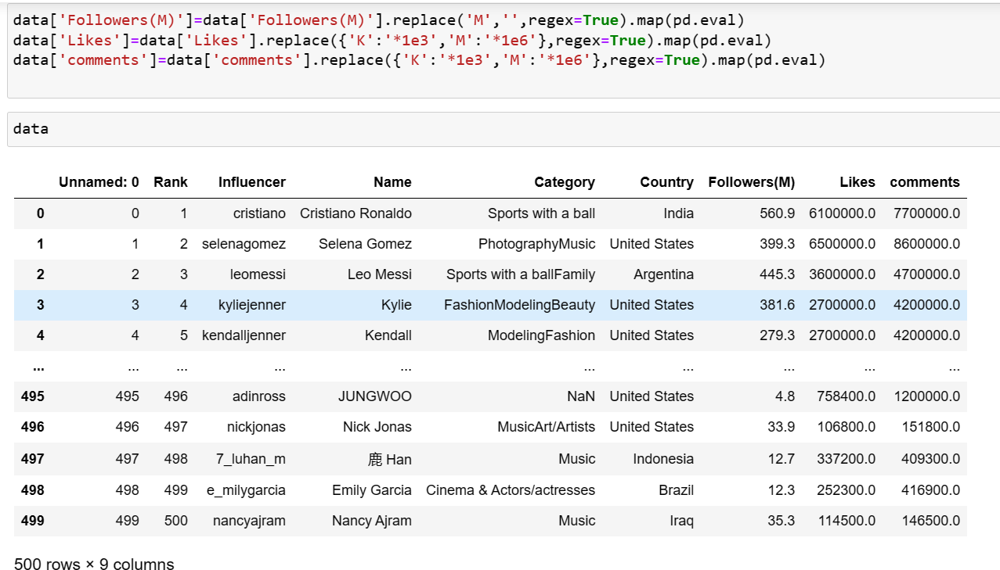 data['Followers(M)']=data['Followers(M)'].replace('M','',regex=True).map(pd.eval)
data['Likes']=data['Likes'].replace({'K':'*1e3','M':'*1e6'},regex=True).map(pd.eval)
data['comments']=data['comments'].replace({'K':'*1e3','M':'*1e6'},regex=True).map(pd.eval)
data
Unnamed: 0 Rank Influencer Name Category Country Followers(M) Likes comments
0 0 1 cristiano Cristiano Ronaldo Sports with a ball India 560.9 6100000.0 7700000.0
1 1 2 selenagomez Selena Gomez PhotographyMusic United States 399.3 6500000.0 8600000.0
2 2 3 leomessi Leo Messi Sports with a ballFamily Argentina 445.3 3600000.0 4700000.0
3 3 4 kyliejenner Kylie FashionModelingBeauty United States 381.6 2700000.0 4200000.0
4 4 5 kendalljenner Kendall ModelingFashion United States 279.3 2700000.0 4200000.0
... ... ... ... ... ... ... ... ... ...
495 495 496 adinross JUNGWOO NaN United States 4.8 758400.0 1200000.0
496 496 497 nickjonas Nick Jonas MusicArt/Artists United States 33.9 106800.0 151800.0
497 497 498 7_luhan_m 鹿 Han Music Indonesia 12.7 337200.0 409300.0
498 498 499 e_milygarcia Emily Garcia Cinema & Actors/actresses Brazil 12.3 252300.0 416900.0
499 499 500 nancyajram Nancy Ajram Music Iraq 35.3 114500.0 146500.0
500 rows × 9 columns